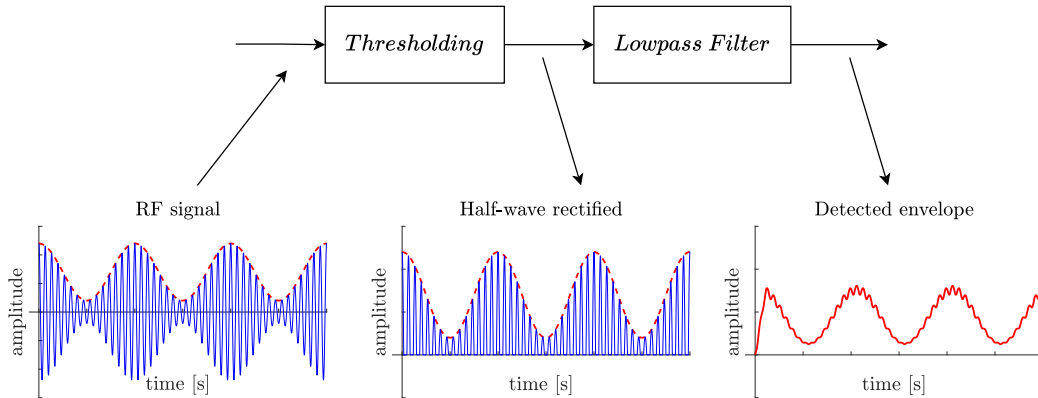 Thresholding
Lowpass Filter
RF signal
Half-wave rectified
Detected envelope
amplitude
time [s]
amplitude
time [s]
amplitude
time [s]